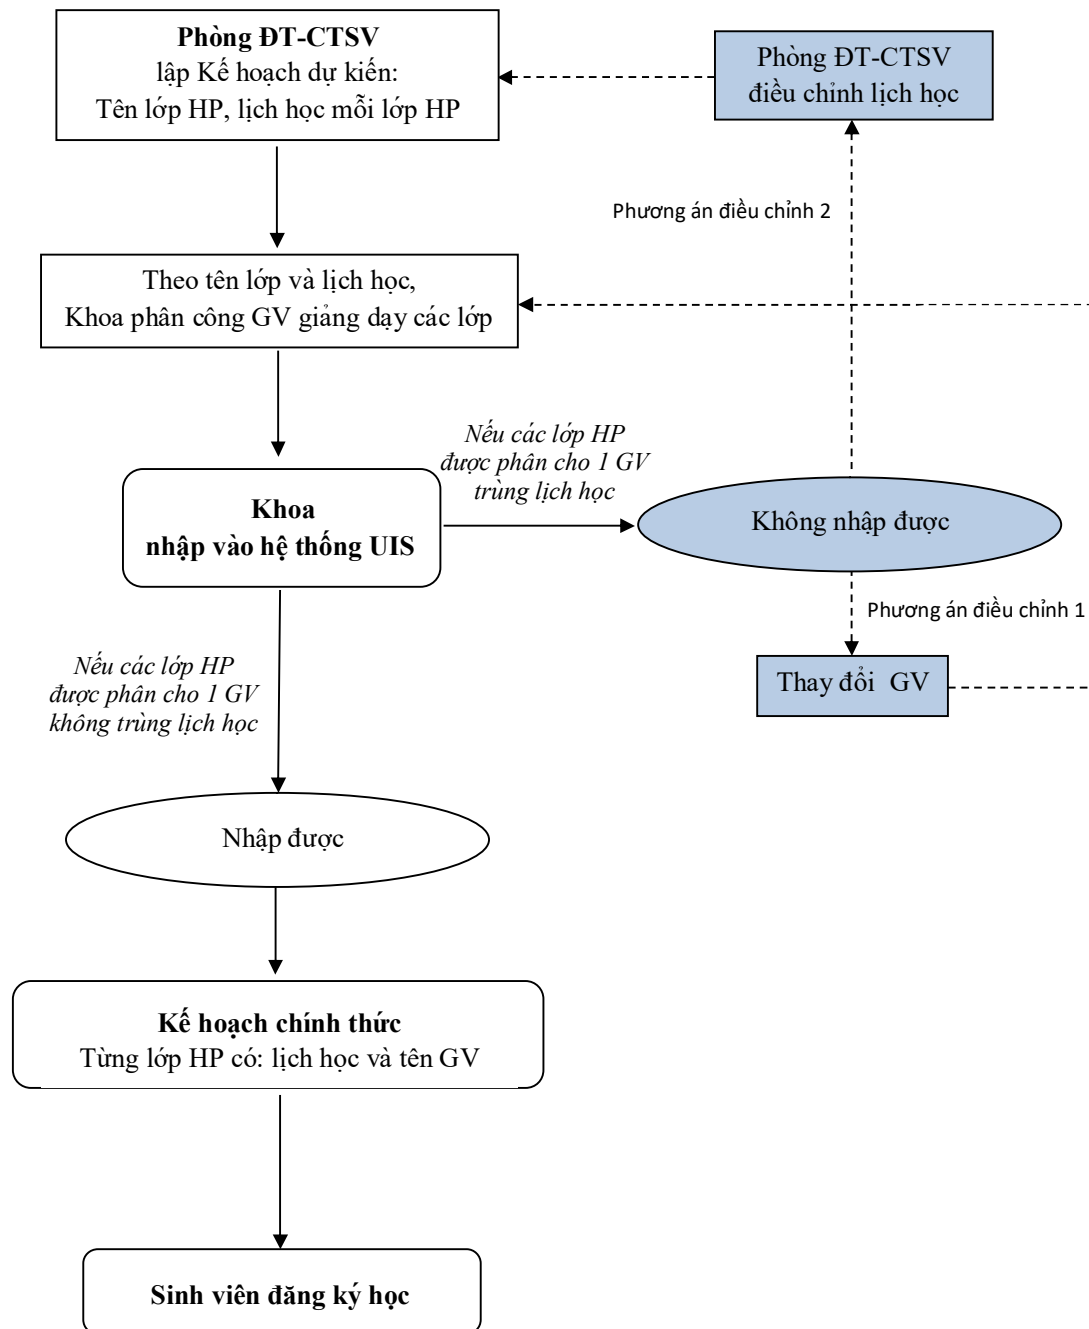 Phòng ĐT-CTSV
lập Kế hoạch dự kiến:
Tên lớp HP, lịch học mỗi lớp HP
Phòng ĐT-CTSV
điều chỉnh lịch học
Phương án điều chỉnh 2
Theo tên lớp và lịch học,
Khoa phân công GV giảng dạy các lớp
Nếu các lớp HP
được phân cho 1 GV
trùng lịch học
Khoa
nhập vào hệ thống UIS
Không nhập được
Phương án điều chỉnh 1
Nếu các lớp HP
được phân cho 1 GV
không trùng lịch học
Thay đổi GV
Nhập được
Kế hoạch chính thức
Từng lớp HP có: lịch học và tên GV
Sinh viên đăng ký học